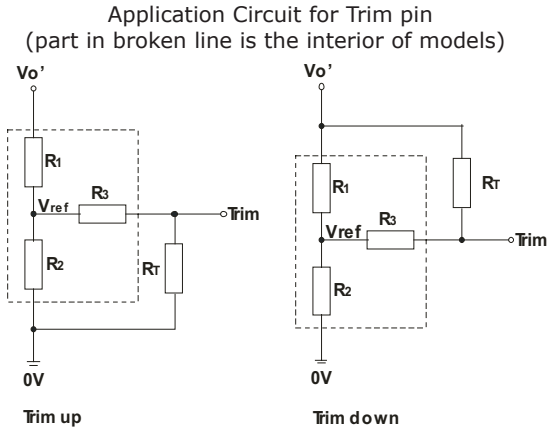 Application Circuit for Trim pin
(part in broken line is the interior of models)
Vo'
Vo'
R1
R1
RT
R3
R3
Vref
Trim
Vref
Trim
R2
RT
R2
0V
0V
Trim up
Trim down